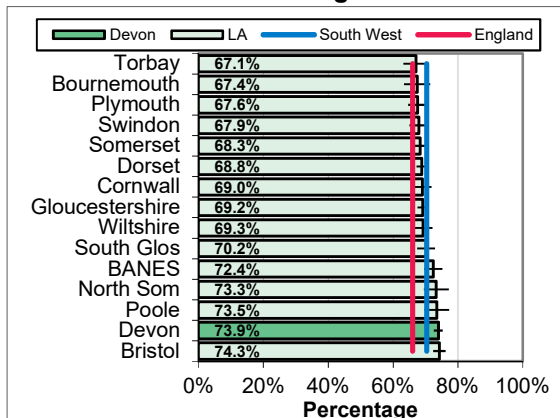 Devon LA South West England
Torbay 67.1%
Bournemouth 67.4%
Plymouth 67.6%
Swindon 67.9%
Somerset 68.3%
Dorset 68.8%
Cornwall 69.0%
Gloucestershire 69.2%
Wiltshire 69.3%
South Glos 70.2%
BANES 72.4%
North Som 73.3%
Poole 73.5%
Devon 73.9%
Bristol 74.3%
0% 20% 40% 60% 80% 100%
Percentage